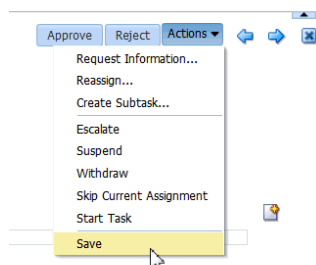 Approve Reject Actions
Request Information...
Reassign...
Create Subtask...
Escalate
Suspend
Withdraw
Skip Current Assignment
Start Task
Save